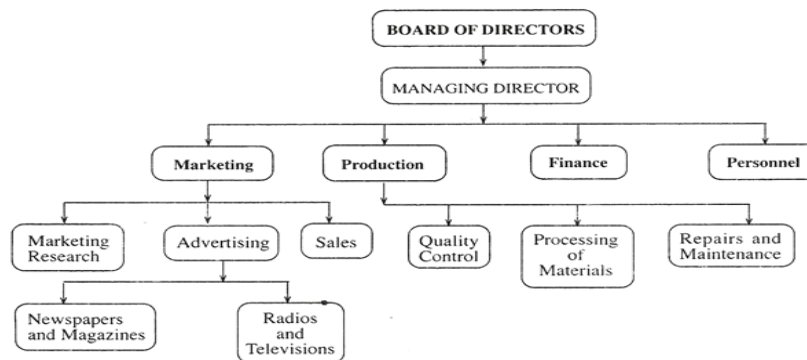 BOARD OF DIRECTORS
MANAGING DIRECTOR
Marketing
Production
Finance
Personnel
Marketing
Research
Advertising
Sales
Quality
Control
Processing
of
Materials
Repairs and
Maintenance
Newspapers
and Magazines
Radios
and
Televisions